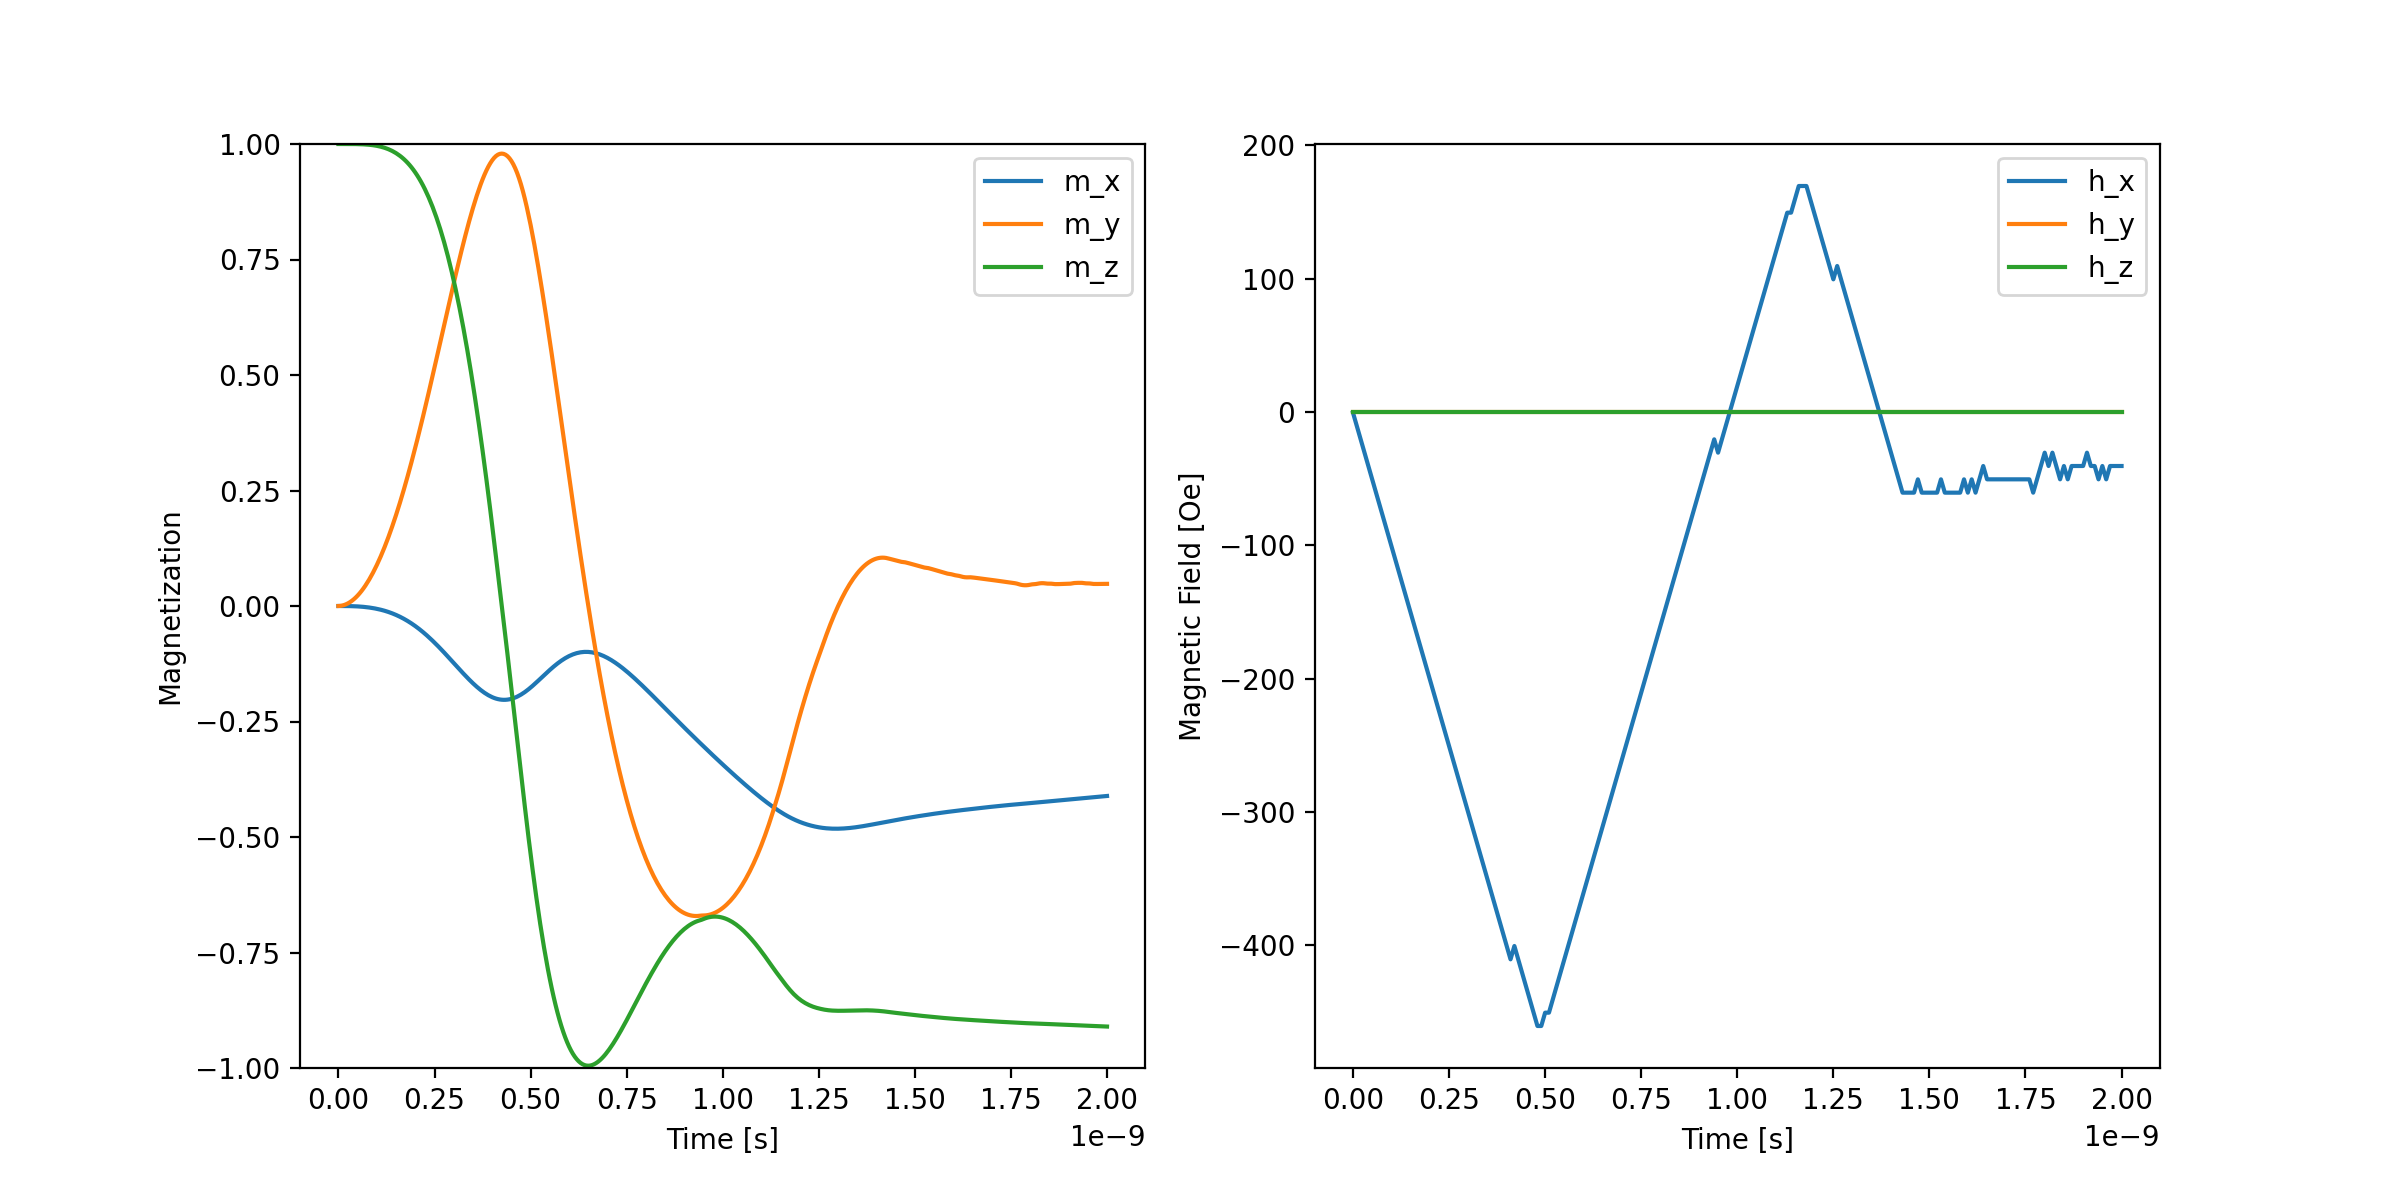 1.00
0.75
0.50
0.25
0.00
−0.25
−0.50
−0.75
−1.00
Magnetization
m_x
m_y
m_z
0.00 0.25 0.50 0.75 1.00 1.25 1.50 1.75 2.00
Time [s]
1e−9
200
100
0
−100
−200
−300
−400
Magnetic Field [Oe]
h_x
h_y
h_z
0.00 0.25 0.50 0.75 1.00 1.25 1.50 1.75 2.00
Time [s]
1e−9